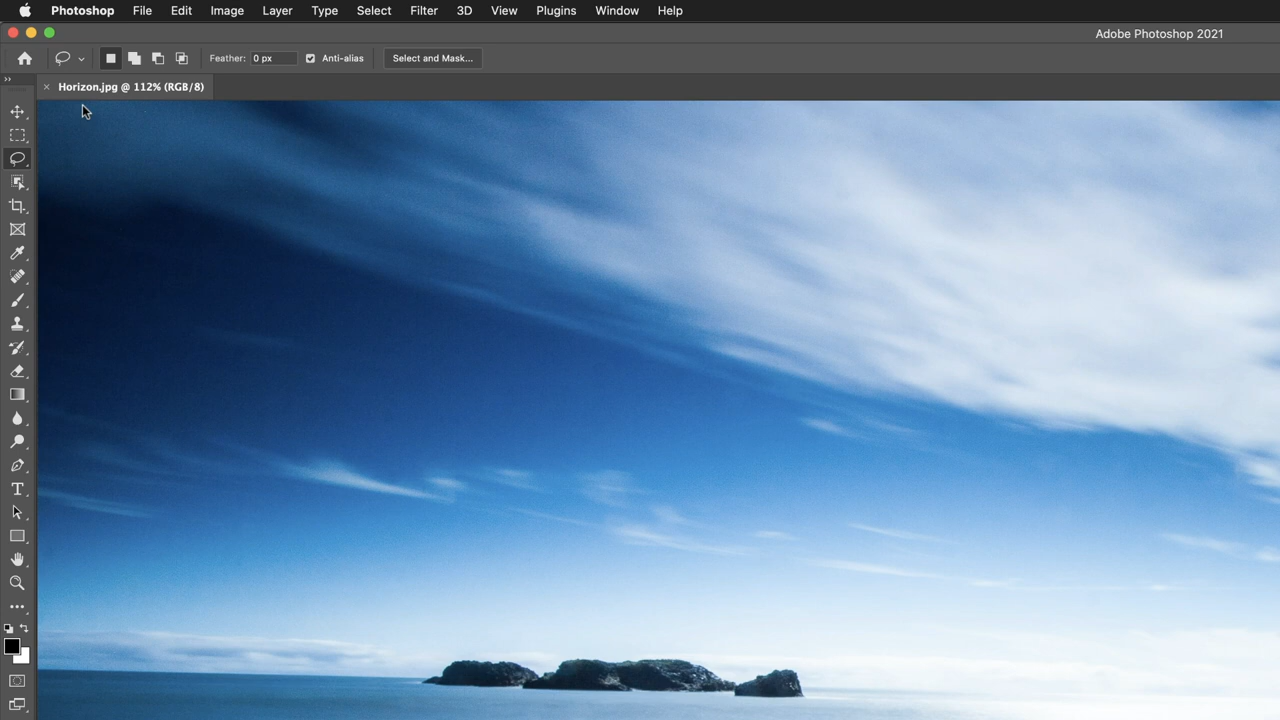 Photoshop File Edit Image Layer Type Select Filter 3D View Plugins Window Help
Adobe Photoshop 2021
Feather: 0 px Anti-alias Select and Mask...
Horizon.jpg @ 112% (RGB/8)